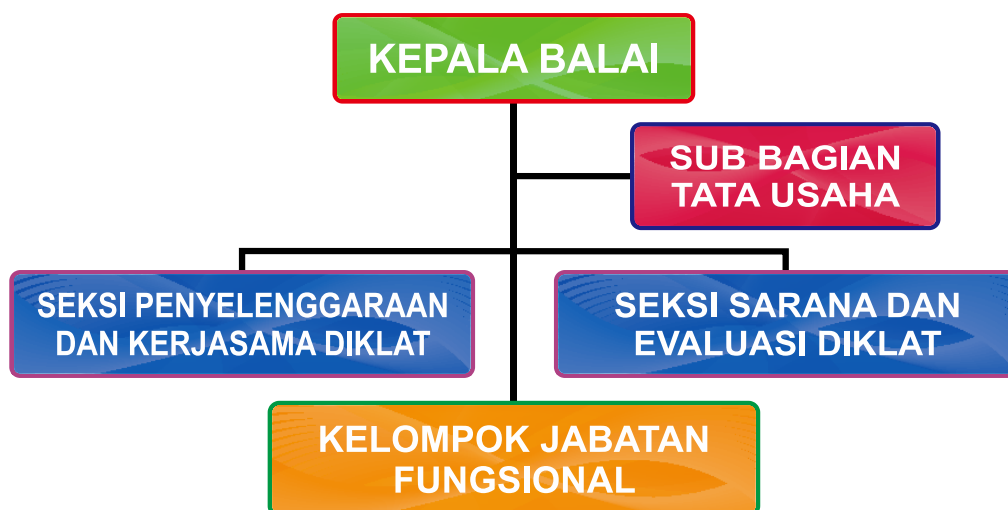 KEPALA BALAI
SUB BAGIAN
TATA USAHA
SEKSI PENYELENGGARAAN
DAN KERJASAMA DIKLAT
SEKSI SARANA DAN
EVALUASI DIKLAT
KELOMPOK JABATAN
FUNGSIONAL